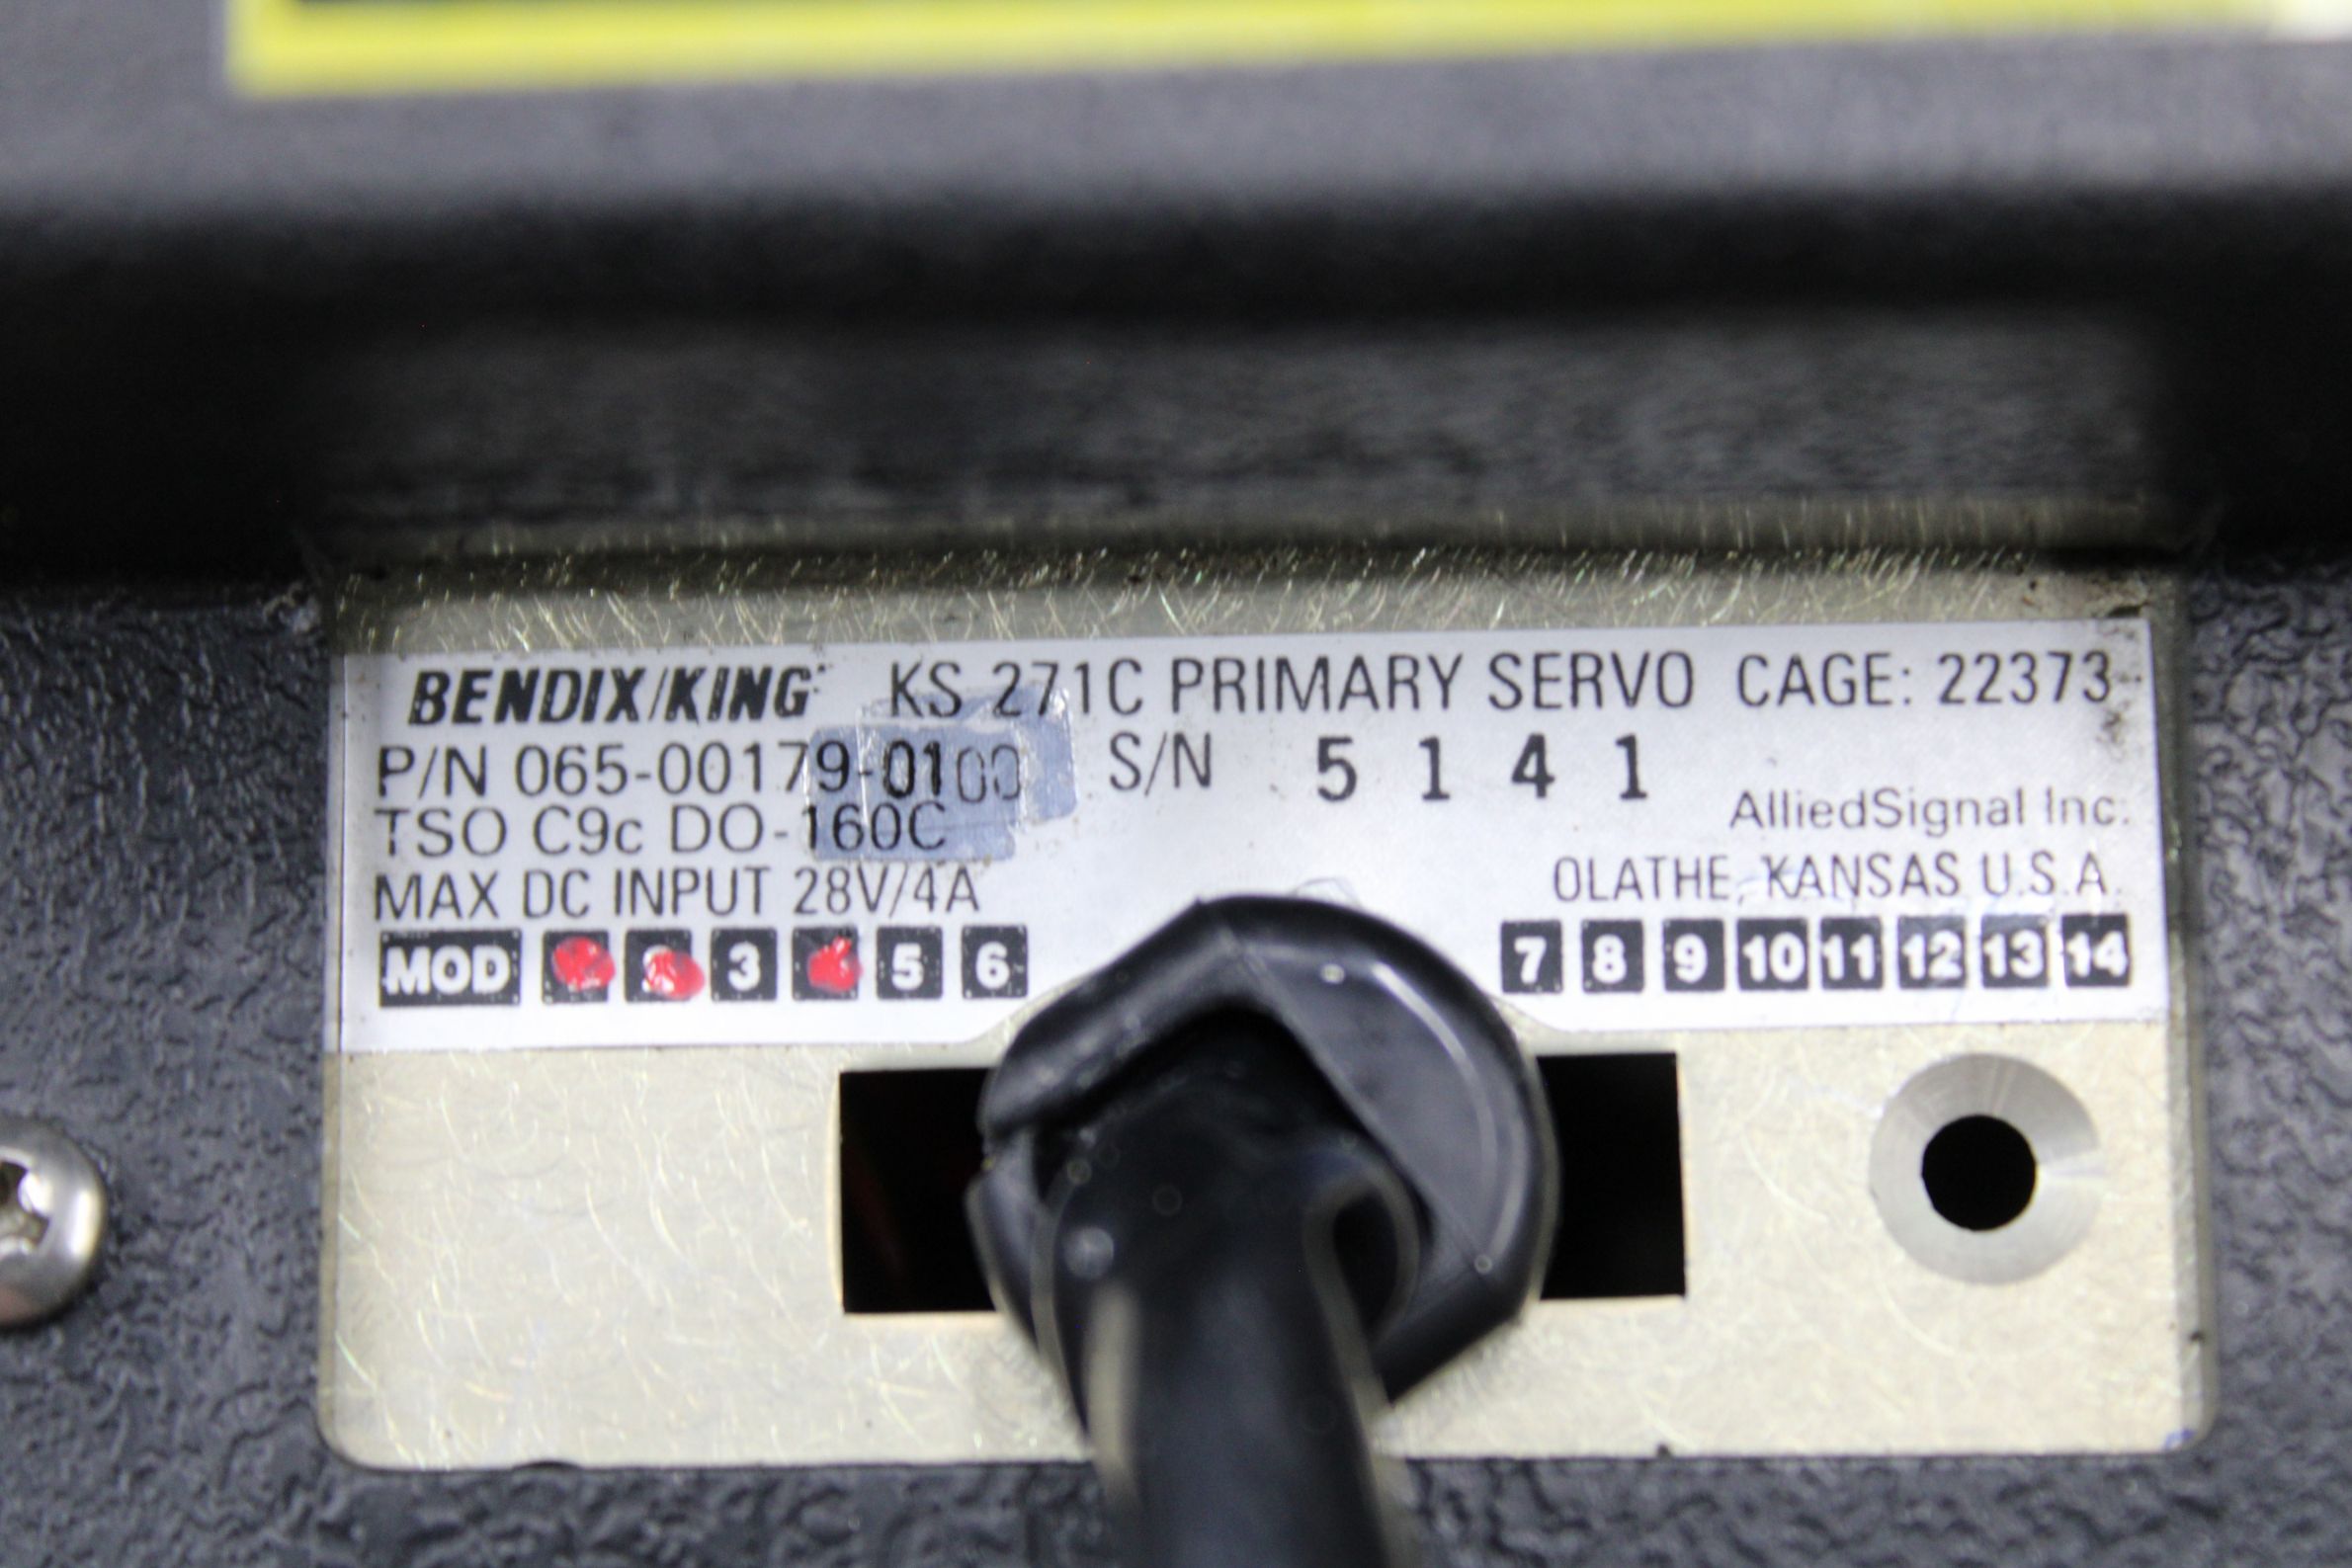 BENDIX/KING KS 271C PRIMARY SERVO CAGE: 22373
P/N 065-00179-0100 S/N 5 1 4 1
TSO C9c DO-160C
AlliedSignal Inc.
MAX DC INPUT 28V/4A
OLATHE, KANSAS U.S.A.
MOD 2 3 5 6 7 8 9 10 11 12 13 14